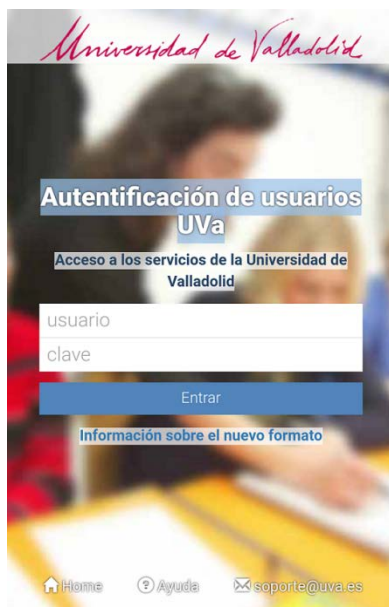 Universidad de Valladolid
Autentificación de usuarios
UVa
Acceso a los servicios de la Universidad de
Valladolid
usuario
clave
Entrar
Información sobre el nuevo formato
Home Ayuda soporte@uva.es